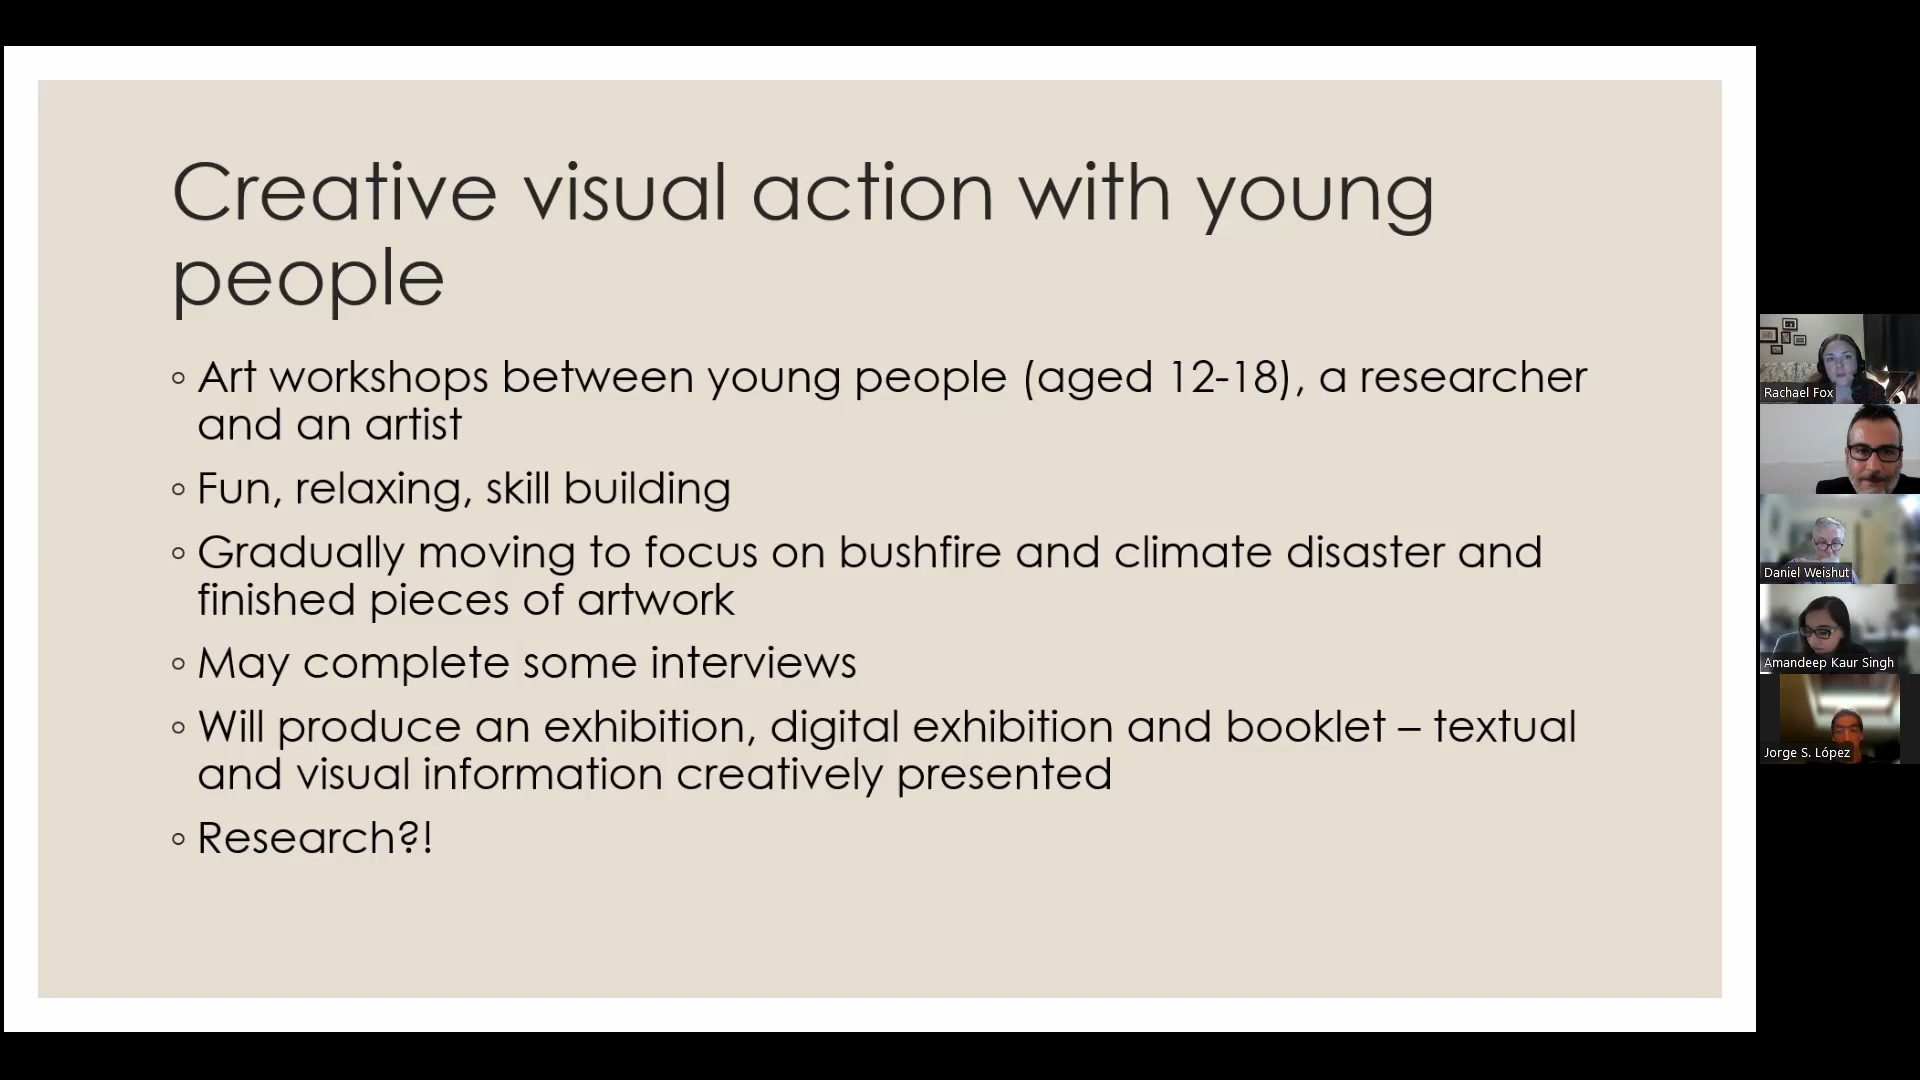 Creative visual action with young
people
◦ Art workshops between young people (aged 12-18), a researcher
and an artist
◦ Fun, relaxing, skill building
◦ Gradually moving to focus on bushfire and climate disaster and
finished pieces of artwork
◦ May complete some interviews
◦ Will produce an exhibition, digital exhibition and booklet – textual
and visual information creatively presented
◦ Research?!
Rachael Fox
Daniel Weishut
Amandeep Kaur Singh
Jorge S. López